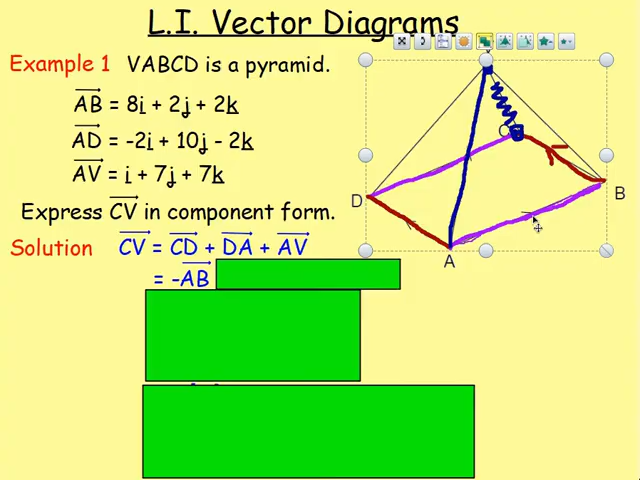 L.I. Vector Diagrams
Example 1 VABCD is a pyramid.
AB = 8i + 2j + 2k
AD = -2i + 10j - 2k
AV = i + 7j + 7k
Express CV in component form.
Solution CV = CD + DA + AV
= -AB
C
D
B
A